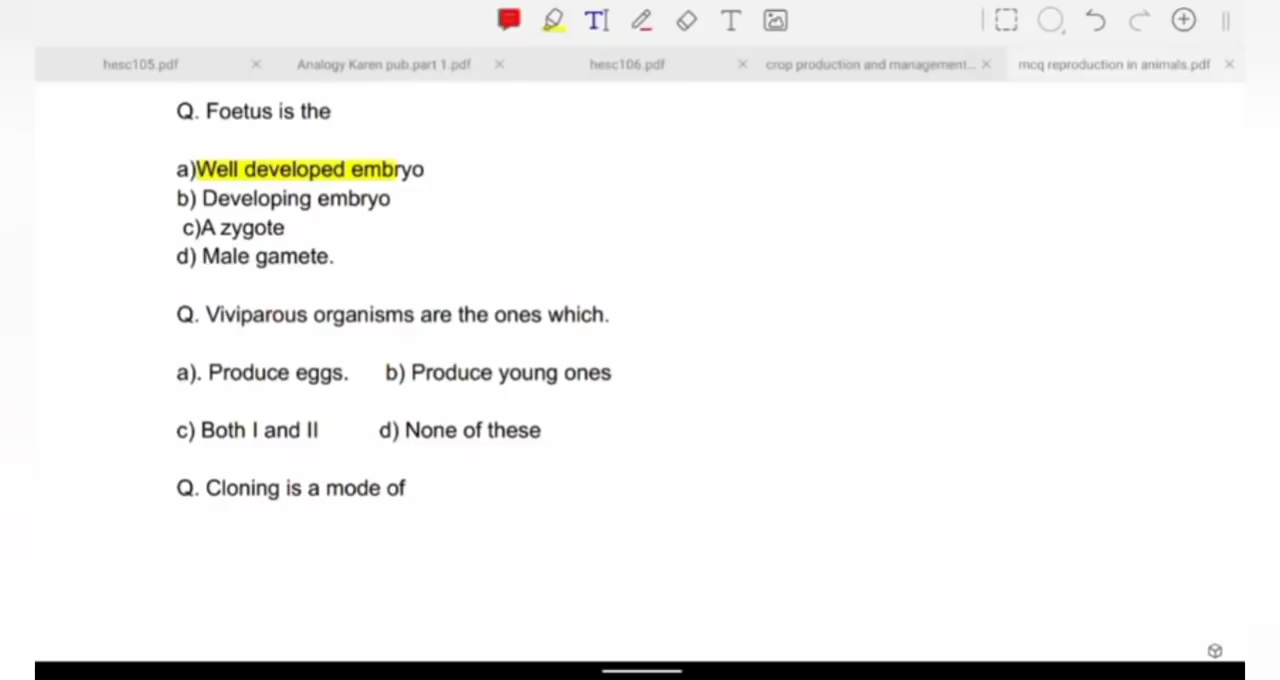 hesc105.pdf
Analogy Karen pub.part 1.pdf
hesc106.pdf
crop production and management...
mcq reproduction in animals.pdf
Q. Foetus is the
a)Well developed embryo
b) Developing embryo
c)A zygote
d) Male gamete.
Q. Viviparous organisms are the ones which.
a). Produce eggs. b) Produce young ones
c) Both I and II d) None of these
Q. Cloning is a mode of